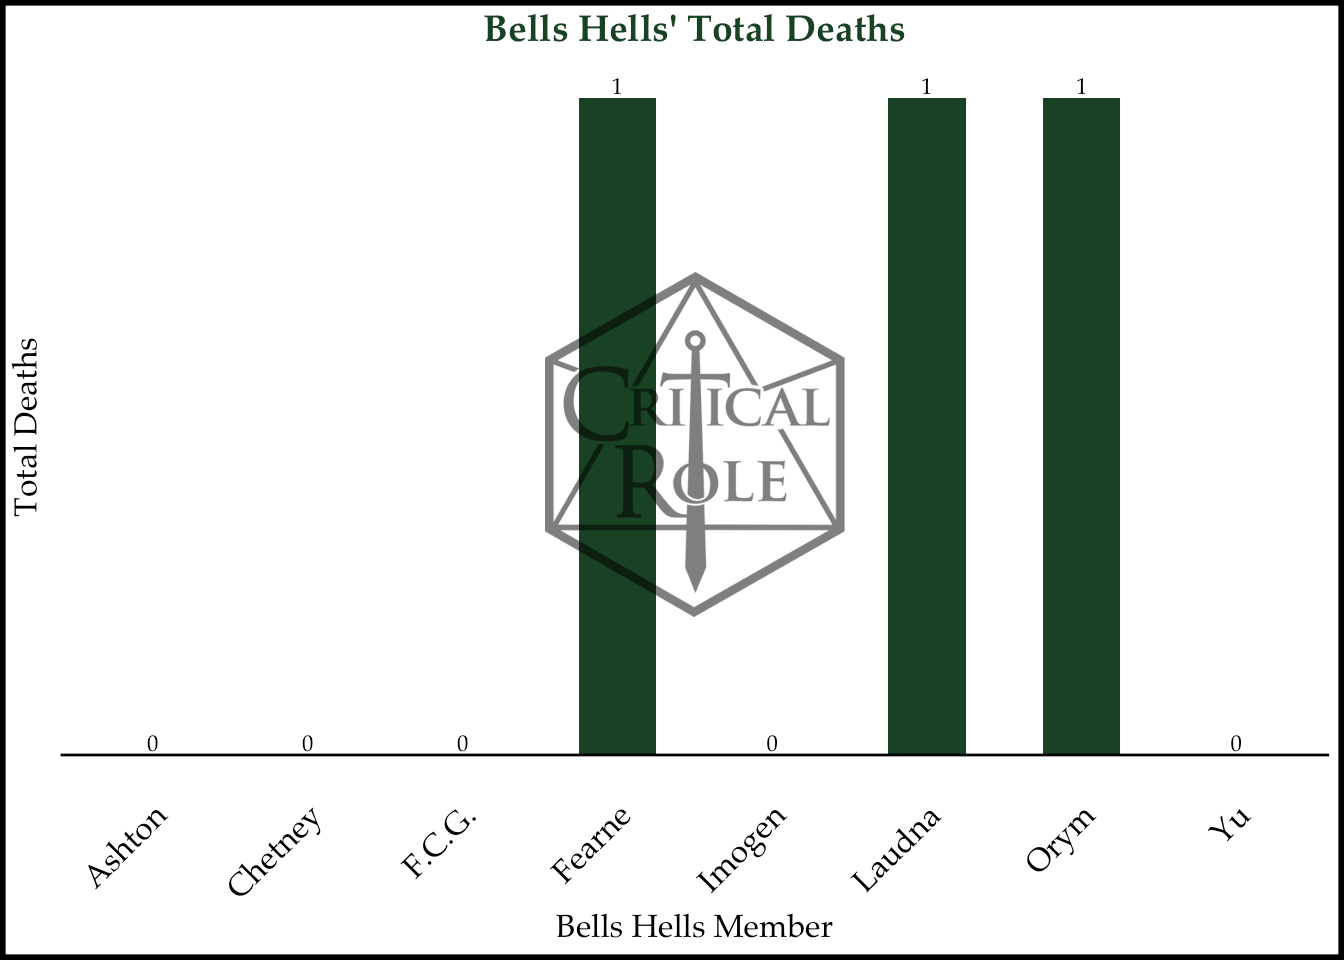 Bells Hells' Total Deaths
1 1 1
Total Deaths
CRITICAL
ROLE
0 0 0 0 0
Ashton Chetney F.C.G. Fearne Imogen Laudna Orym Yu
Bells Hells Member